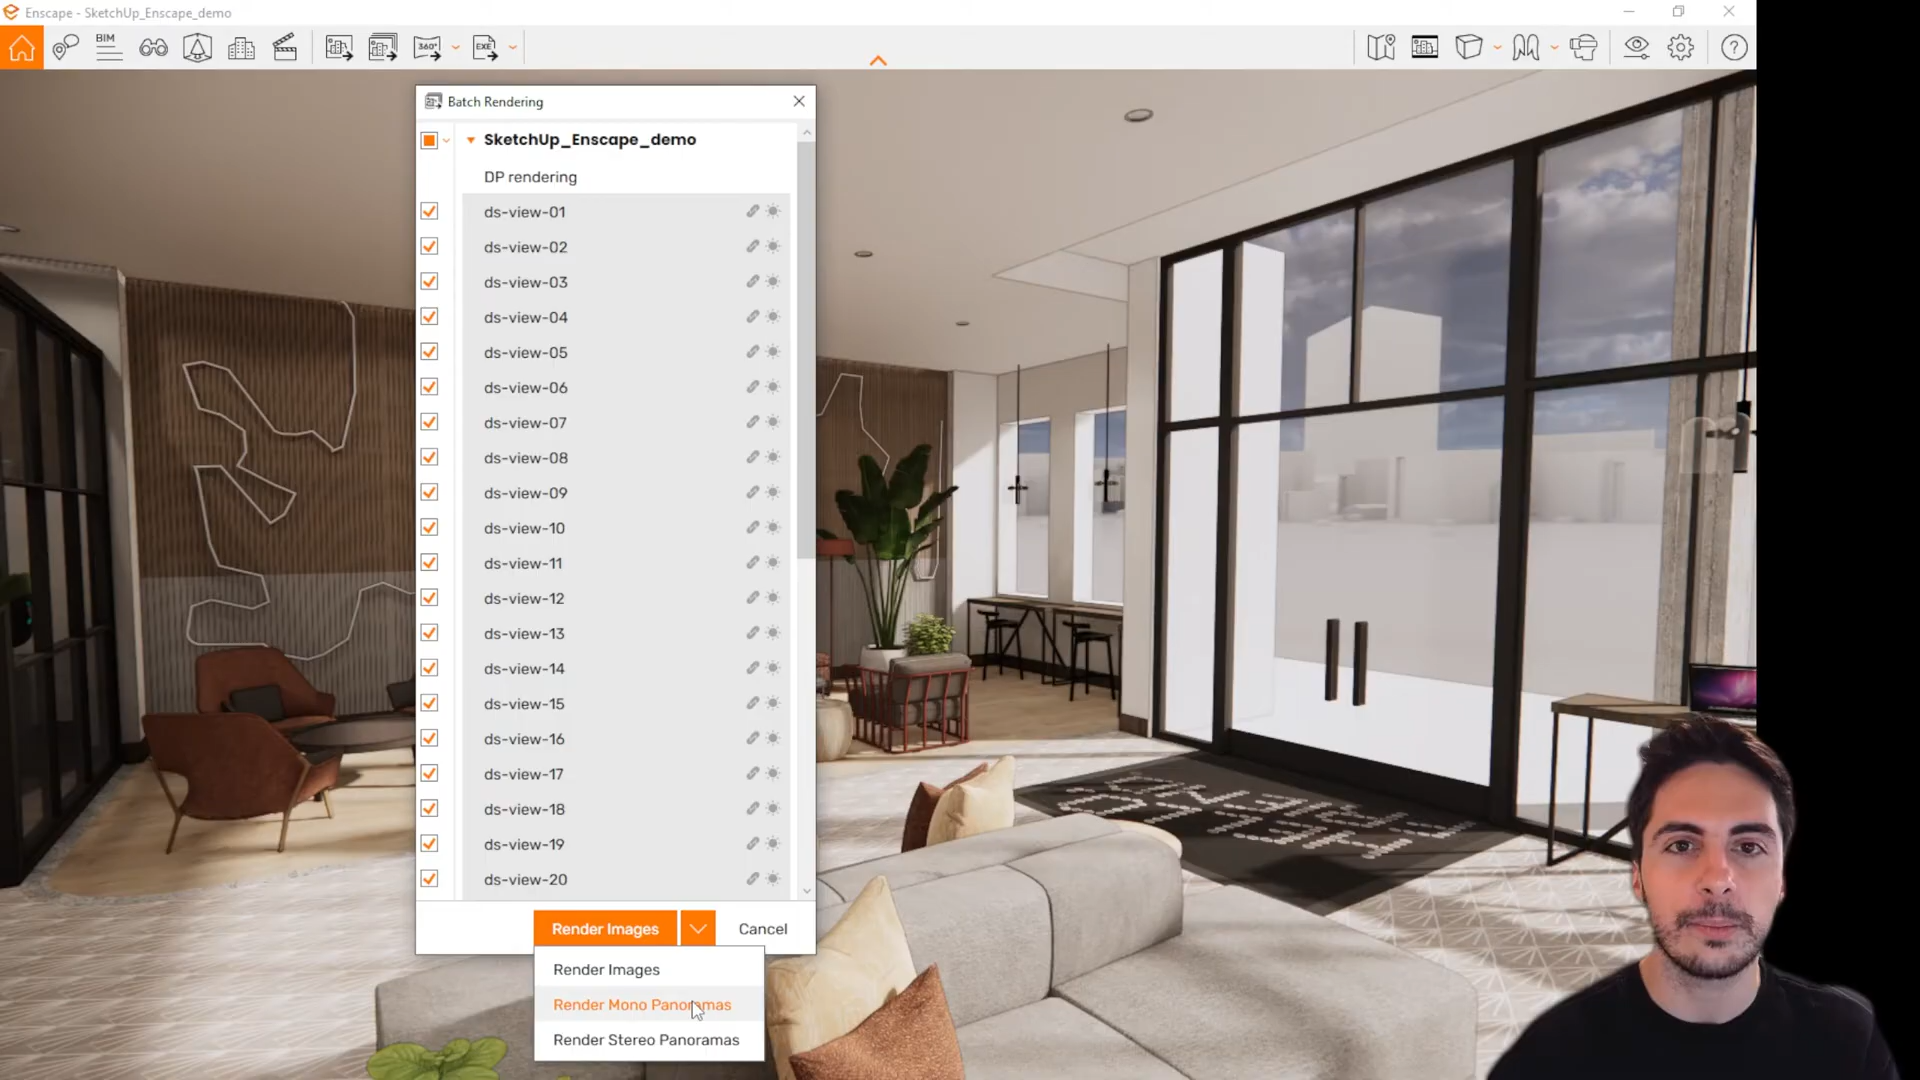 Enscape - SketchUp_Enscape_demo
BIM
360°
EXE
Batch Rendering
SketchUp_Enscape_demo
DP rendering
ds-view-01
ds-view-02
ds-view-03
ds-view-04
ds-view-05
ds-view-06
ds-view-07
ds-view-08
ds-view-09
ds-view-10
ds-view-11
ds-view-12
ds-view-13
ds-view-14
ds-view-15
ds-view-16
ds-view-17
ds-view-18
ds-view-19
ds-view-20
Render Images
Cancel
Render Images
Render Mono Panoramas
Render Stereo Panoramas